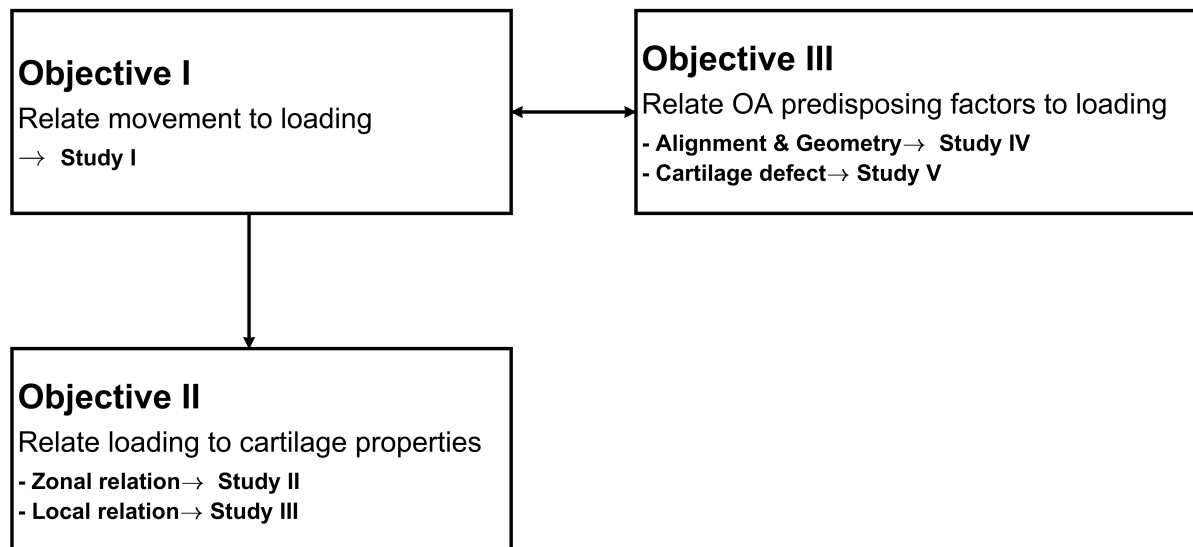 Objective I
Relate movement to loading
→ Study I
Objective III
Relate OA predisposing factors to loading
- Alignment & Geometry→ Study IV
- Cartilage defect→ Study V
Objective II
Relate loading to cartilage properties
- Zonal relation→ Study II
- Local relation→ Study III